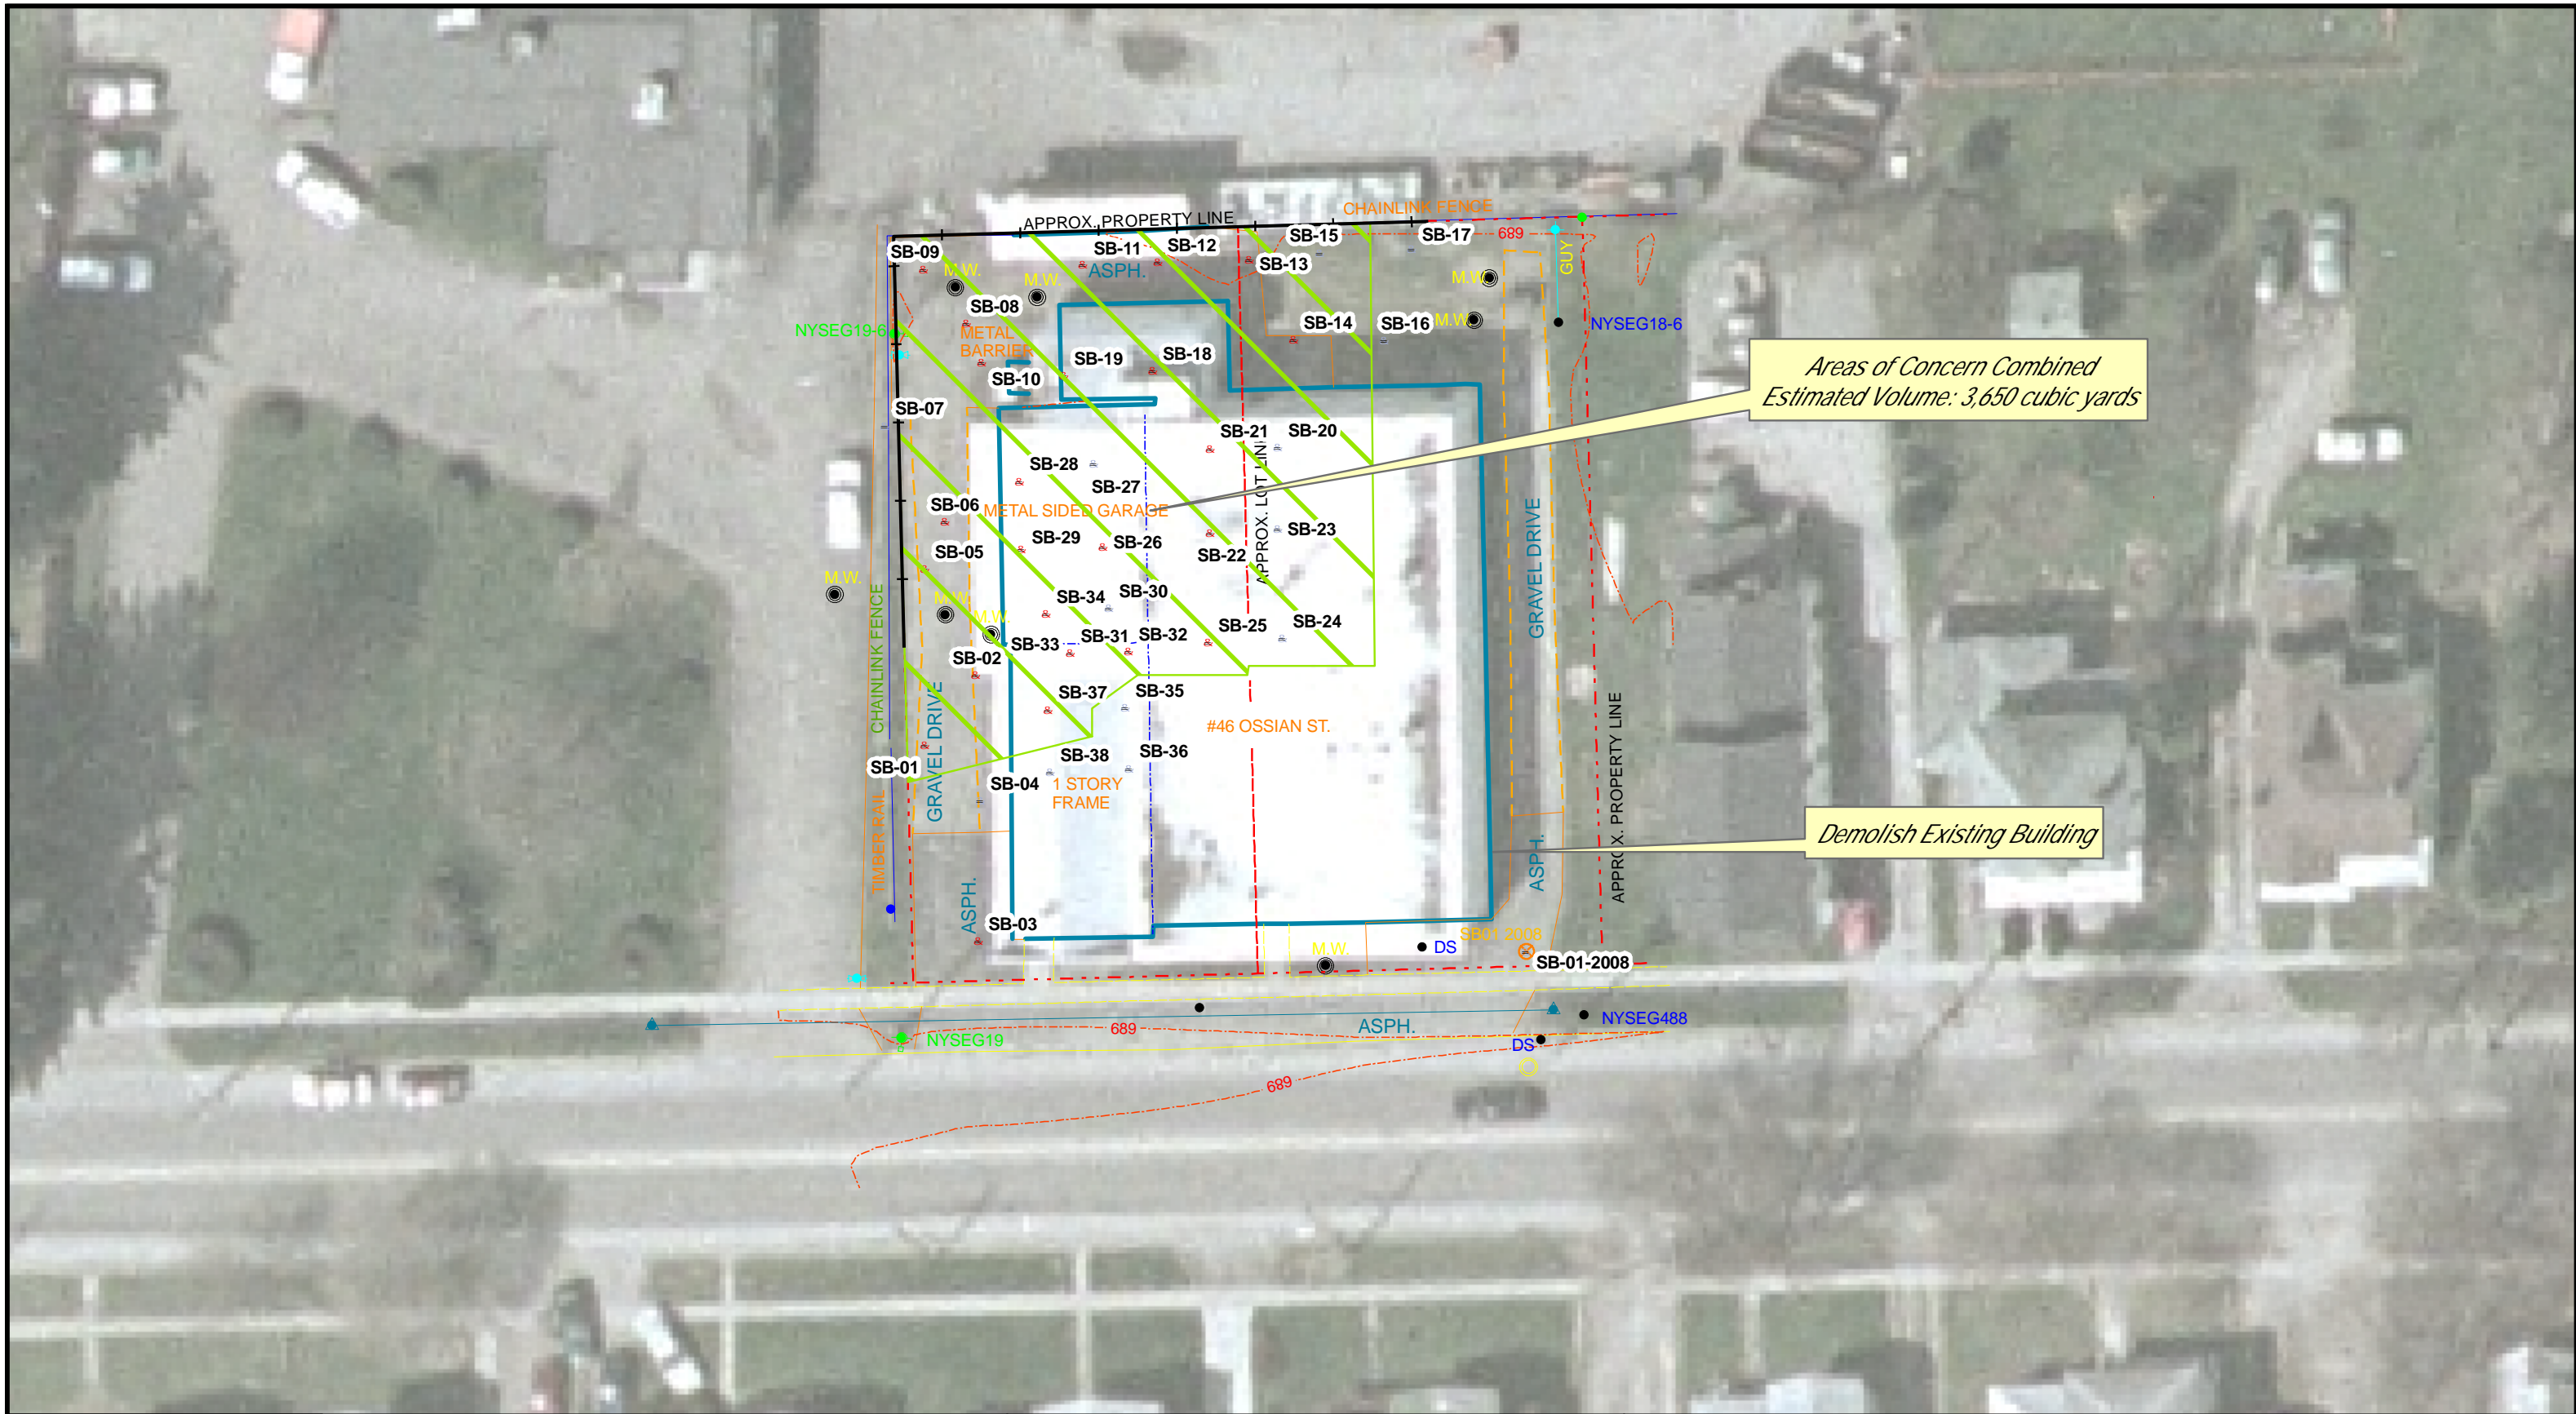 APPROX. PROPERTY LINE
CHAINLINK FENCE
SB-09
SB-11
SB-12
SB-15
SB-17
689
SB-13
GUY
M.W.
ASPH.
M.W.
M.W.
SB-08
NYSEG19-6
METAL
BARRIER
SB-14
SB-16
M.W.
NYSEG18-6
SB-19
SB-18
SB-10
Areas of Concern Combined
Estimated Volume: 3,650 cubic yards
SB-07
SB-21
SB-20
SB-28
SB-27
APPROX. LOT LINE
SB-06
METAL SIDED GARAGE
SB-29
SB-26
SB-22
SB-23
SB-05
GRAVEL DRIVE
M.W.
M.W.
M.W.
SB-34
SB-30
SB-33
SB-31
SB-32
SB-25
SB-24
CHAINLINK FENCE
SB-02
SB-37
SB-35
GRAVEL DRIVE
#46 OSSIAN ST.
APPROX. PROPERTY LINE
SB-01
SB-38
SB-36
SB-04
1 STORY
FRAME
TIMBER RAIL
ASPH.
Demolish Existing Building
ASPH.
SB-03
M.W.
DS
SB01-2008
SB-01-2008
NYSEG19
689
ASPH.
NYSEG488
DS
689